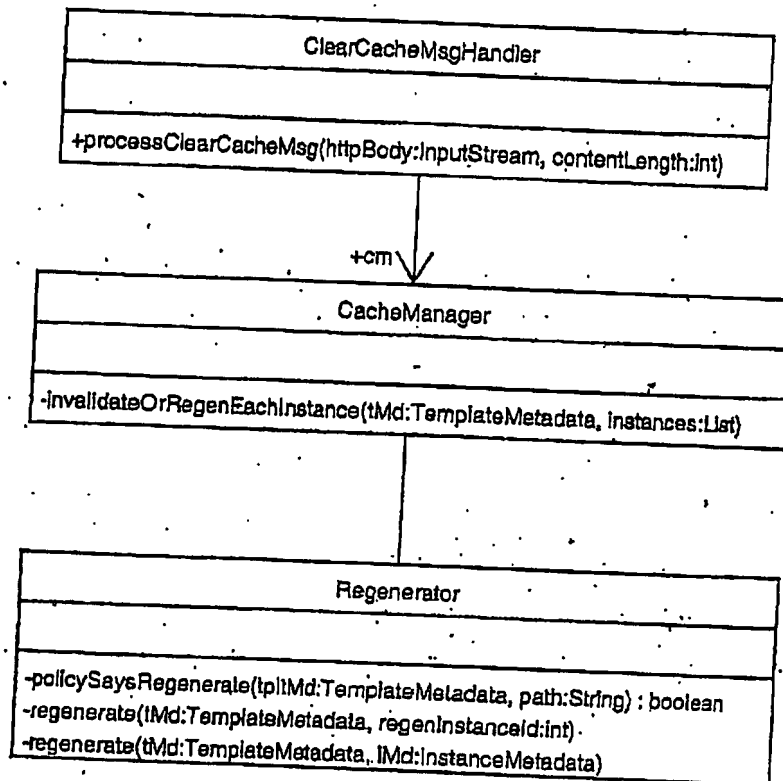 ClearCacheMsgHandler
+processClearCacheMsg(httpBody:InputStream, contentLength:int)
+cm
CacheManager
-invalidateOrRegenEachInstance(tMd:TemplateMetadata, instances:List)
Regenerator
-policySaysRegenerate(tpltMd:TemplateMetadata, path:String) : boolean
-regenerate(tMd:TemplateMetadata, regenInstanceId:int)
-regenerate(tMd:TemplateMetadata, iMd:InstanceMetadata)